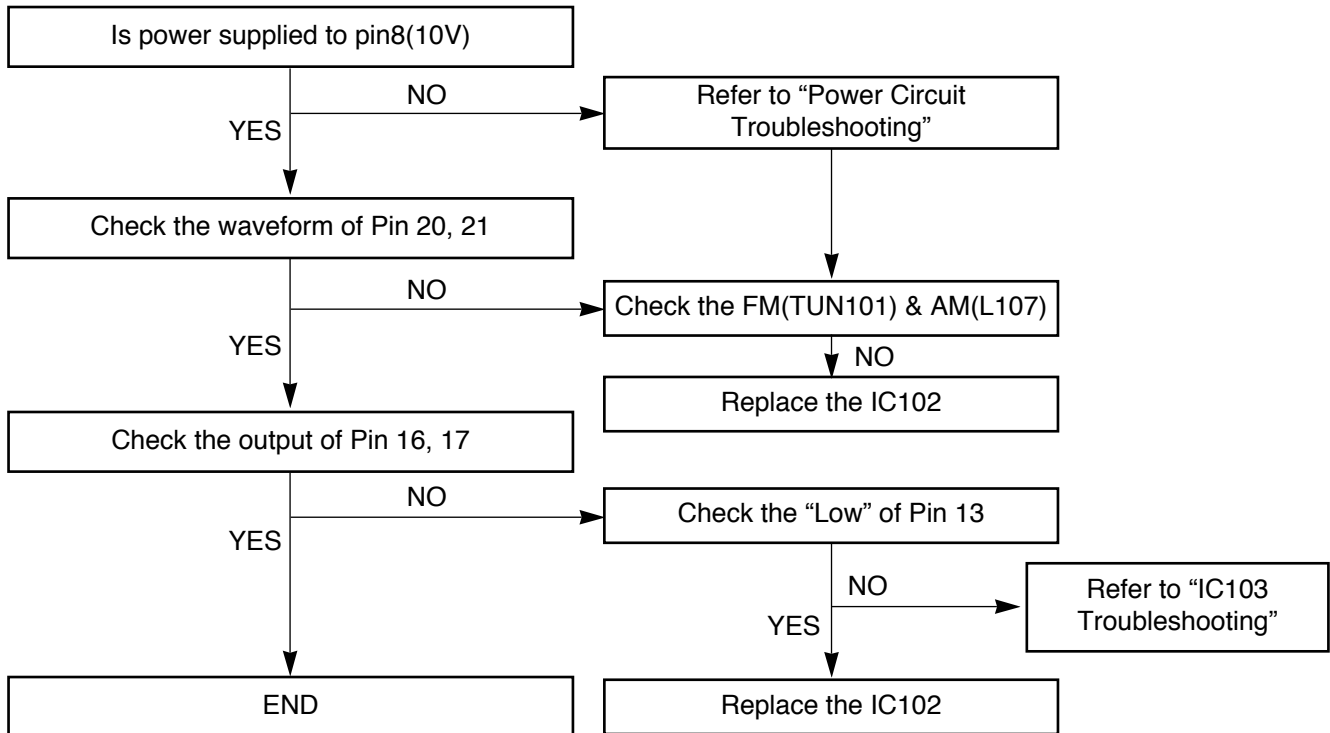 Is power supplied to pin8(10V)
NO
YES
Refer to “Power Circuit
Troubleshooting”
Check the waveform of Pin 20, 21
NO
YES
Check the FM(TUN101) & AM(L107)
NO
Replace the IC102
Check the output of Pin 16, 17
NO
YES
Check the “Low” of Pin 13
NO
YES
Refer to “IC103
Troubleshooting”
END
Replace the IC102